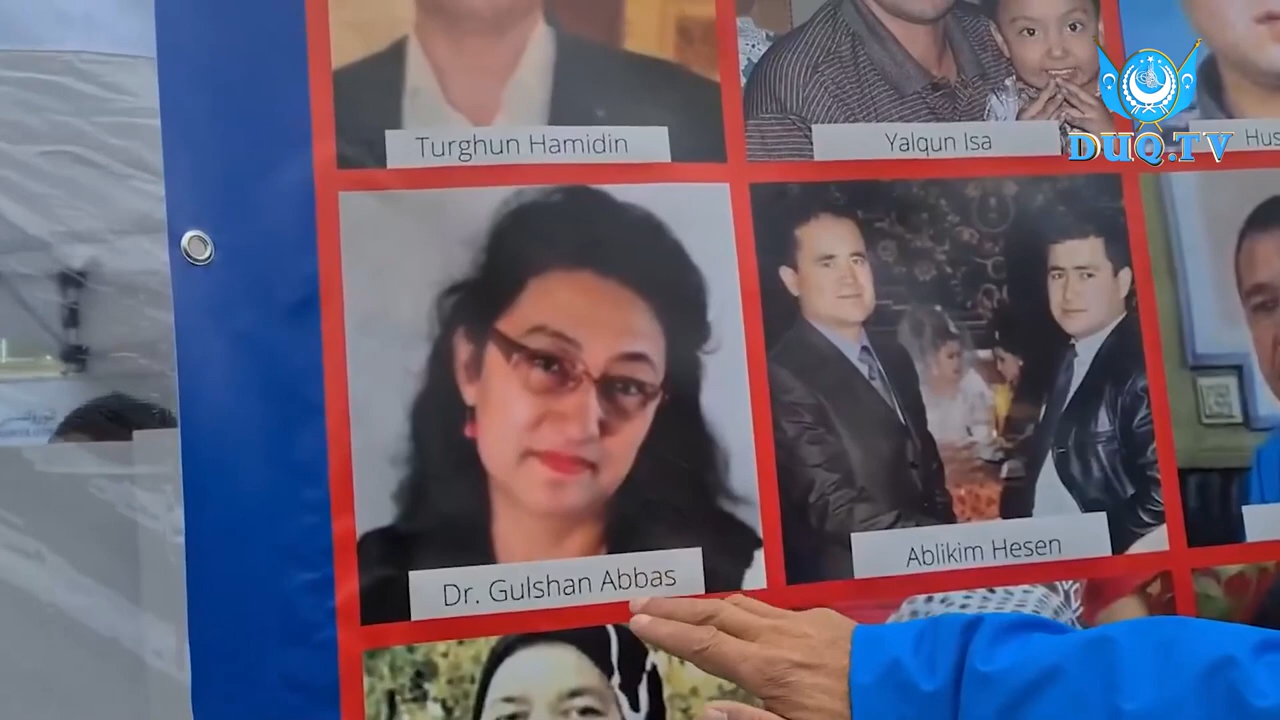 Turghun Hamidin
Yalqun Isa
DUQ.TV
Dr. Gulshan Abbas
Ablikim Hesen